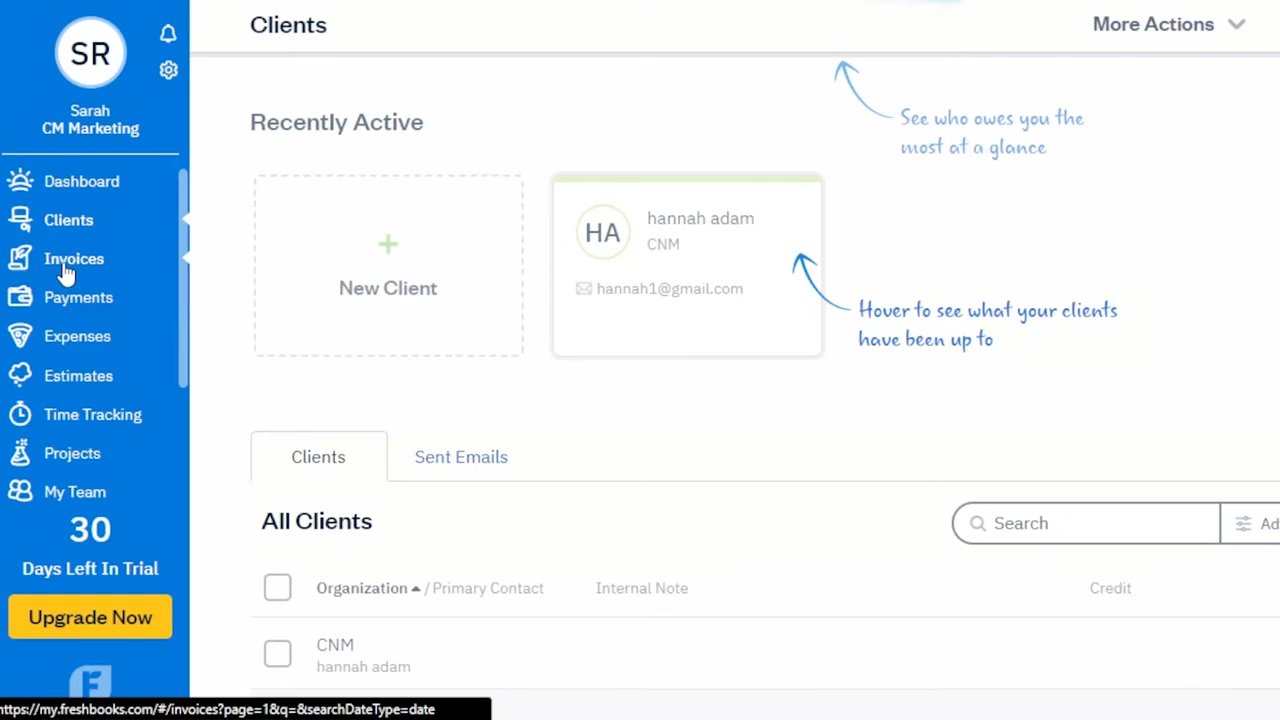 SR
Sarah
CM Marketing
Dashboard
Clients
Invoices
Payments
Expenses
Estimates
Time Tracking
Projects
My Team
30
Days Left In Trial
Upgrade Now
Clients
More Actions
See who owes you the
most at a glance
Recently Active
+
New Client
HA
hannah adam
CNM
hannah1@gmail.com
Hover to see what your clients
have been up to
Clients
Sent Emails
All Clients
Search
Ad
Organization / Primary Contact
Internal Note
Credit
CNM
hannah adam
https://my.freshbooks.com/#/invoices?page=1&q=&searchDateType=date